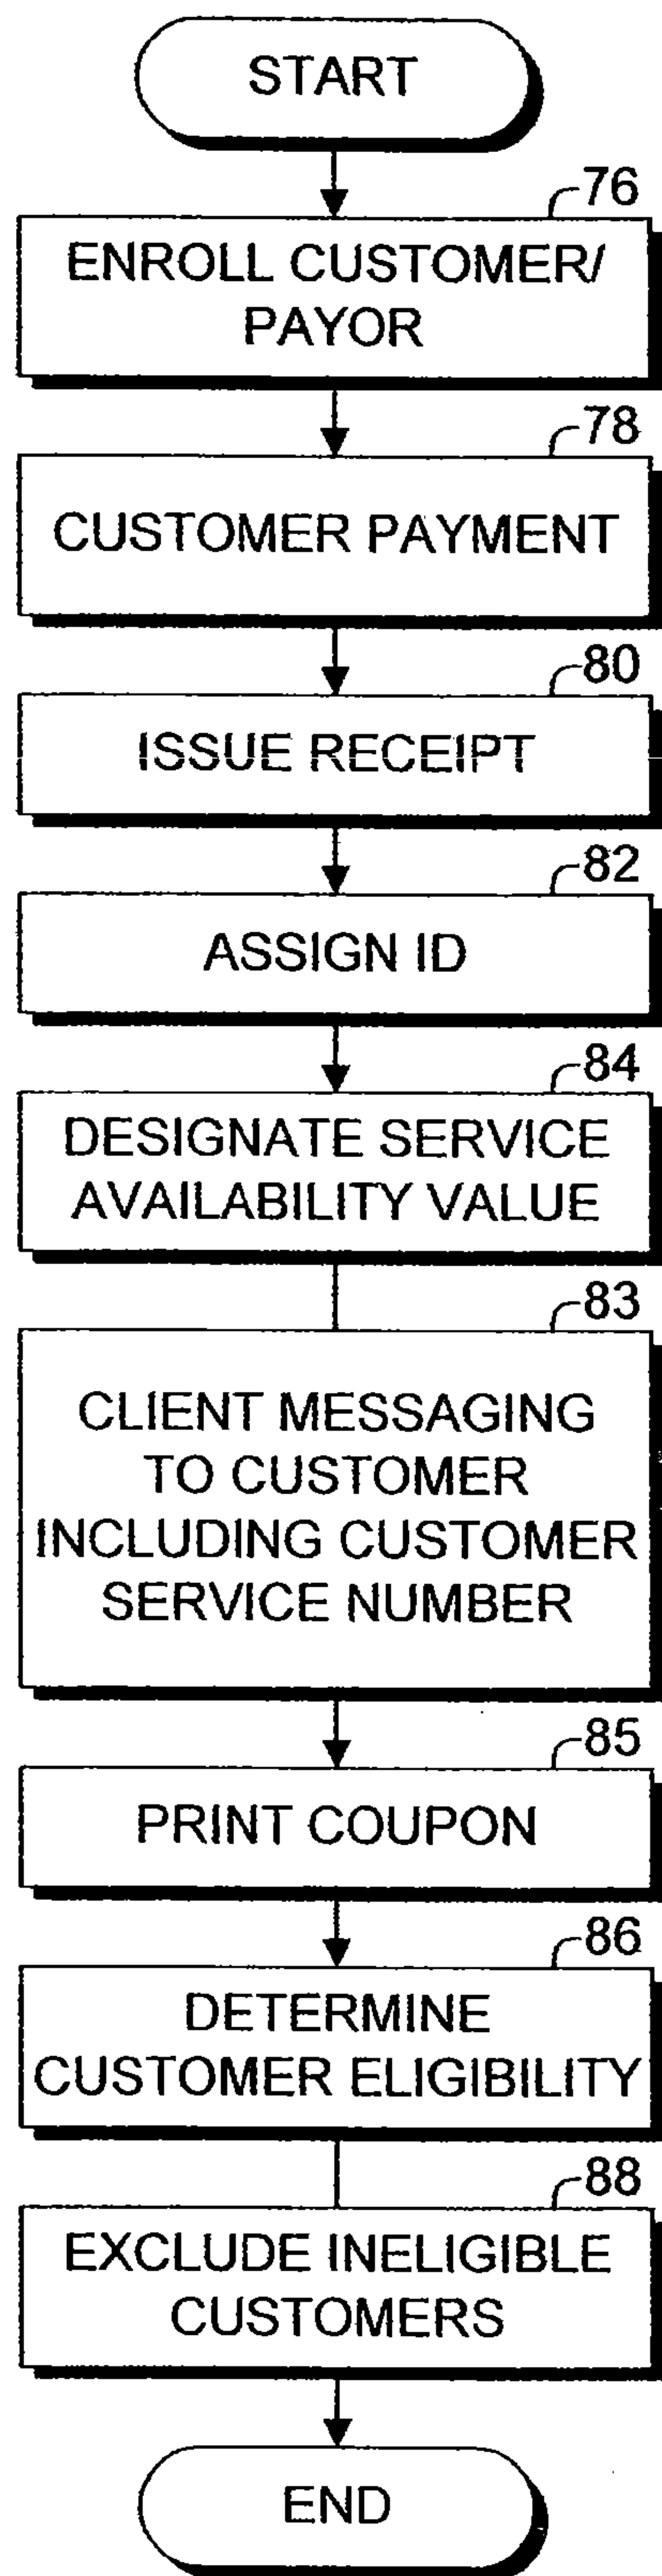 START
76
ENROLL CUSTOMER/
PAYOR
78
CUSTOMER PAYMENT
80
ISSUE RECEIPT
82
ASSIGN ID
84
DESIGNATE SERVICE
AVAILABILITY VALUE
83
CLIENT MESSAGING
TO CUSTOMER
INCLUDING CUSTOMER
SERVICE NUMBER
85
PRINT COUPON
86
DETERMINE
CUSTOMER ELIGIBILITY
88
EXCLUDE INELIGIBLE
CUSTOMERS
END